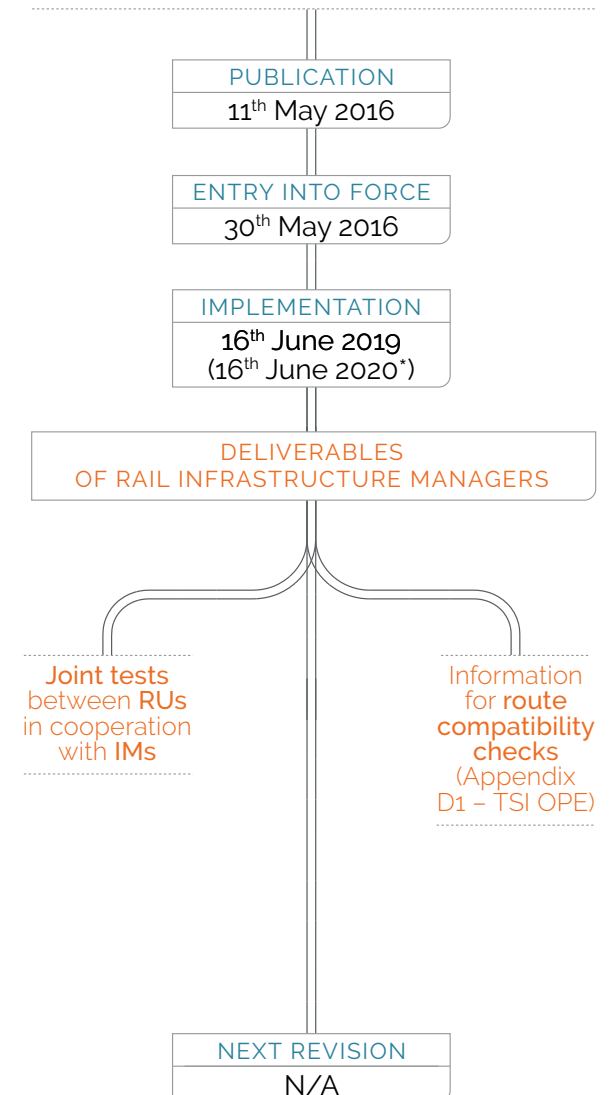 PUBLICATION
11th May 2016
ENTRY INTO FORCE
30th May 2016
IMPLEMENTATION
16th June 2019
(16th June 2020*)
DELIVERABLES
OF RAIL INFRASTRUCTURE MANAGERS
Joint tests
between RUs
in cooperation
with IMs
Information
for route
compatibility
checks
(Appendix
D1 – TSI OPE)
NEXT REVISION
N/A